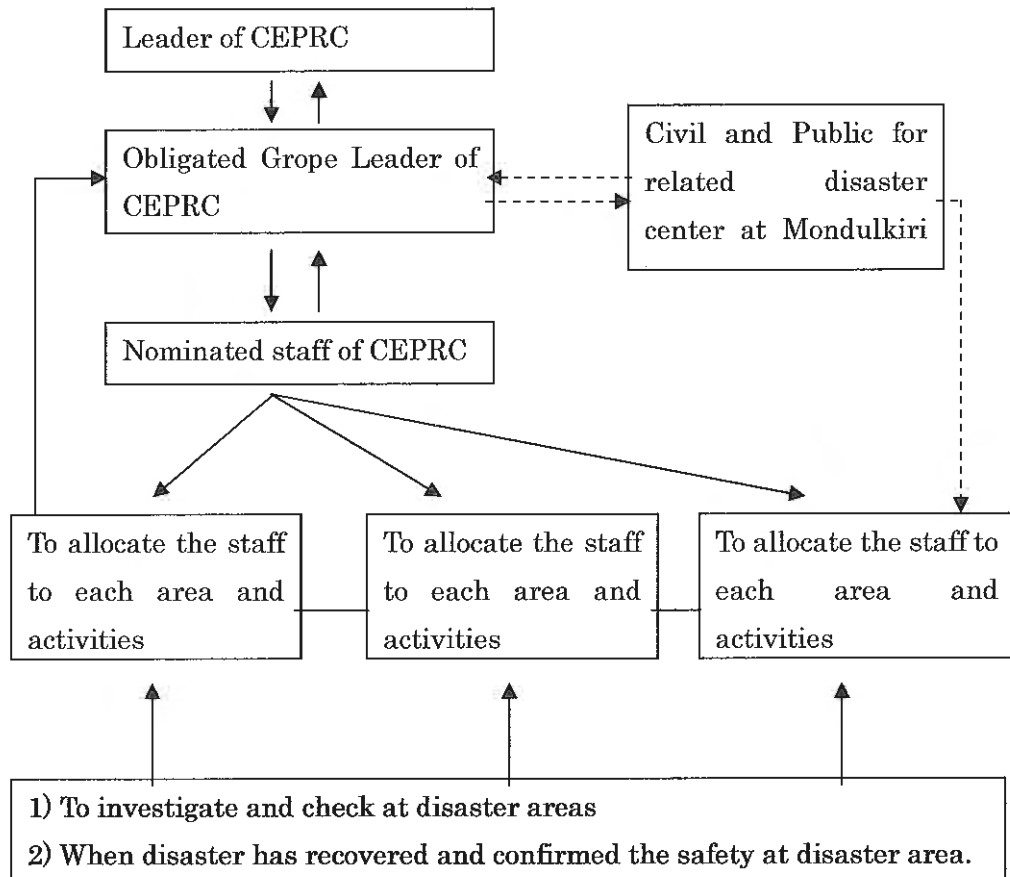 Leader of CEPRC
Obligated Grope Leader of
CEPRC
Civil and Public for
related disaster
center at Mondulkiri
Nominated staff of CEPRC
To allocate the staff
to each area and
activities
To allocate the staff
to each area and
activities
To allocate the staff to
each area and
activities
1) To investigate and check at disaster areas
2) When disaster has recovered and confirmed the safety at disaster area.